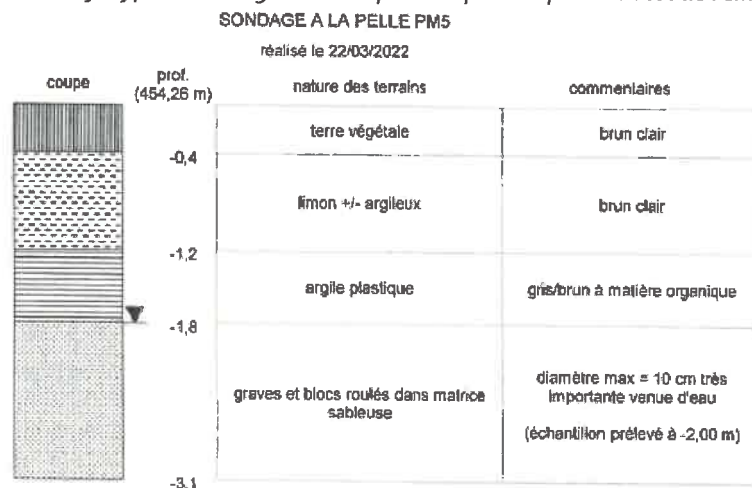 SONDAGE A LA PELLE PM5
réalisé le 22/03/2022
coupe
prof.
(454,26 m)
nature des terrains
commentaires
terre végétale
brun clair
-0,4
limon +/- argileux
brun clair
-1,2
argile plastique
gris/brun à matière organique
-1,8
graves et blocs roulés dans matrice
sableuse
diamètre max = 10 cm très
importante venue d'eau
(échantillon prélevé à -2,00 m)
-3,1